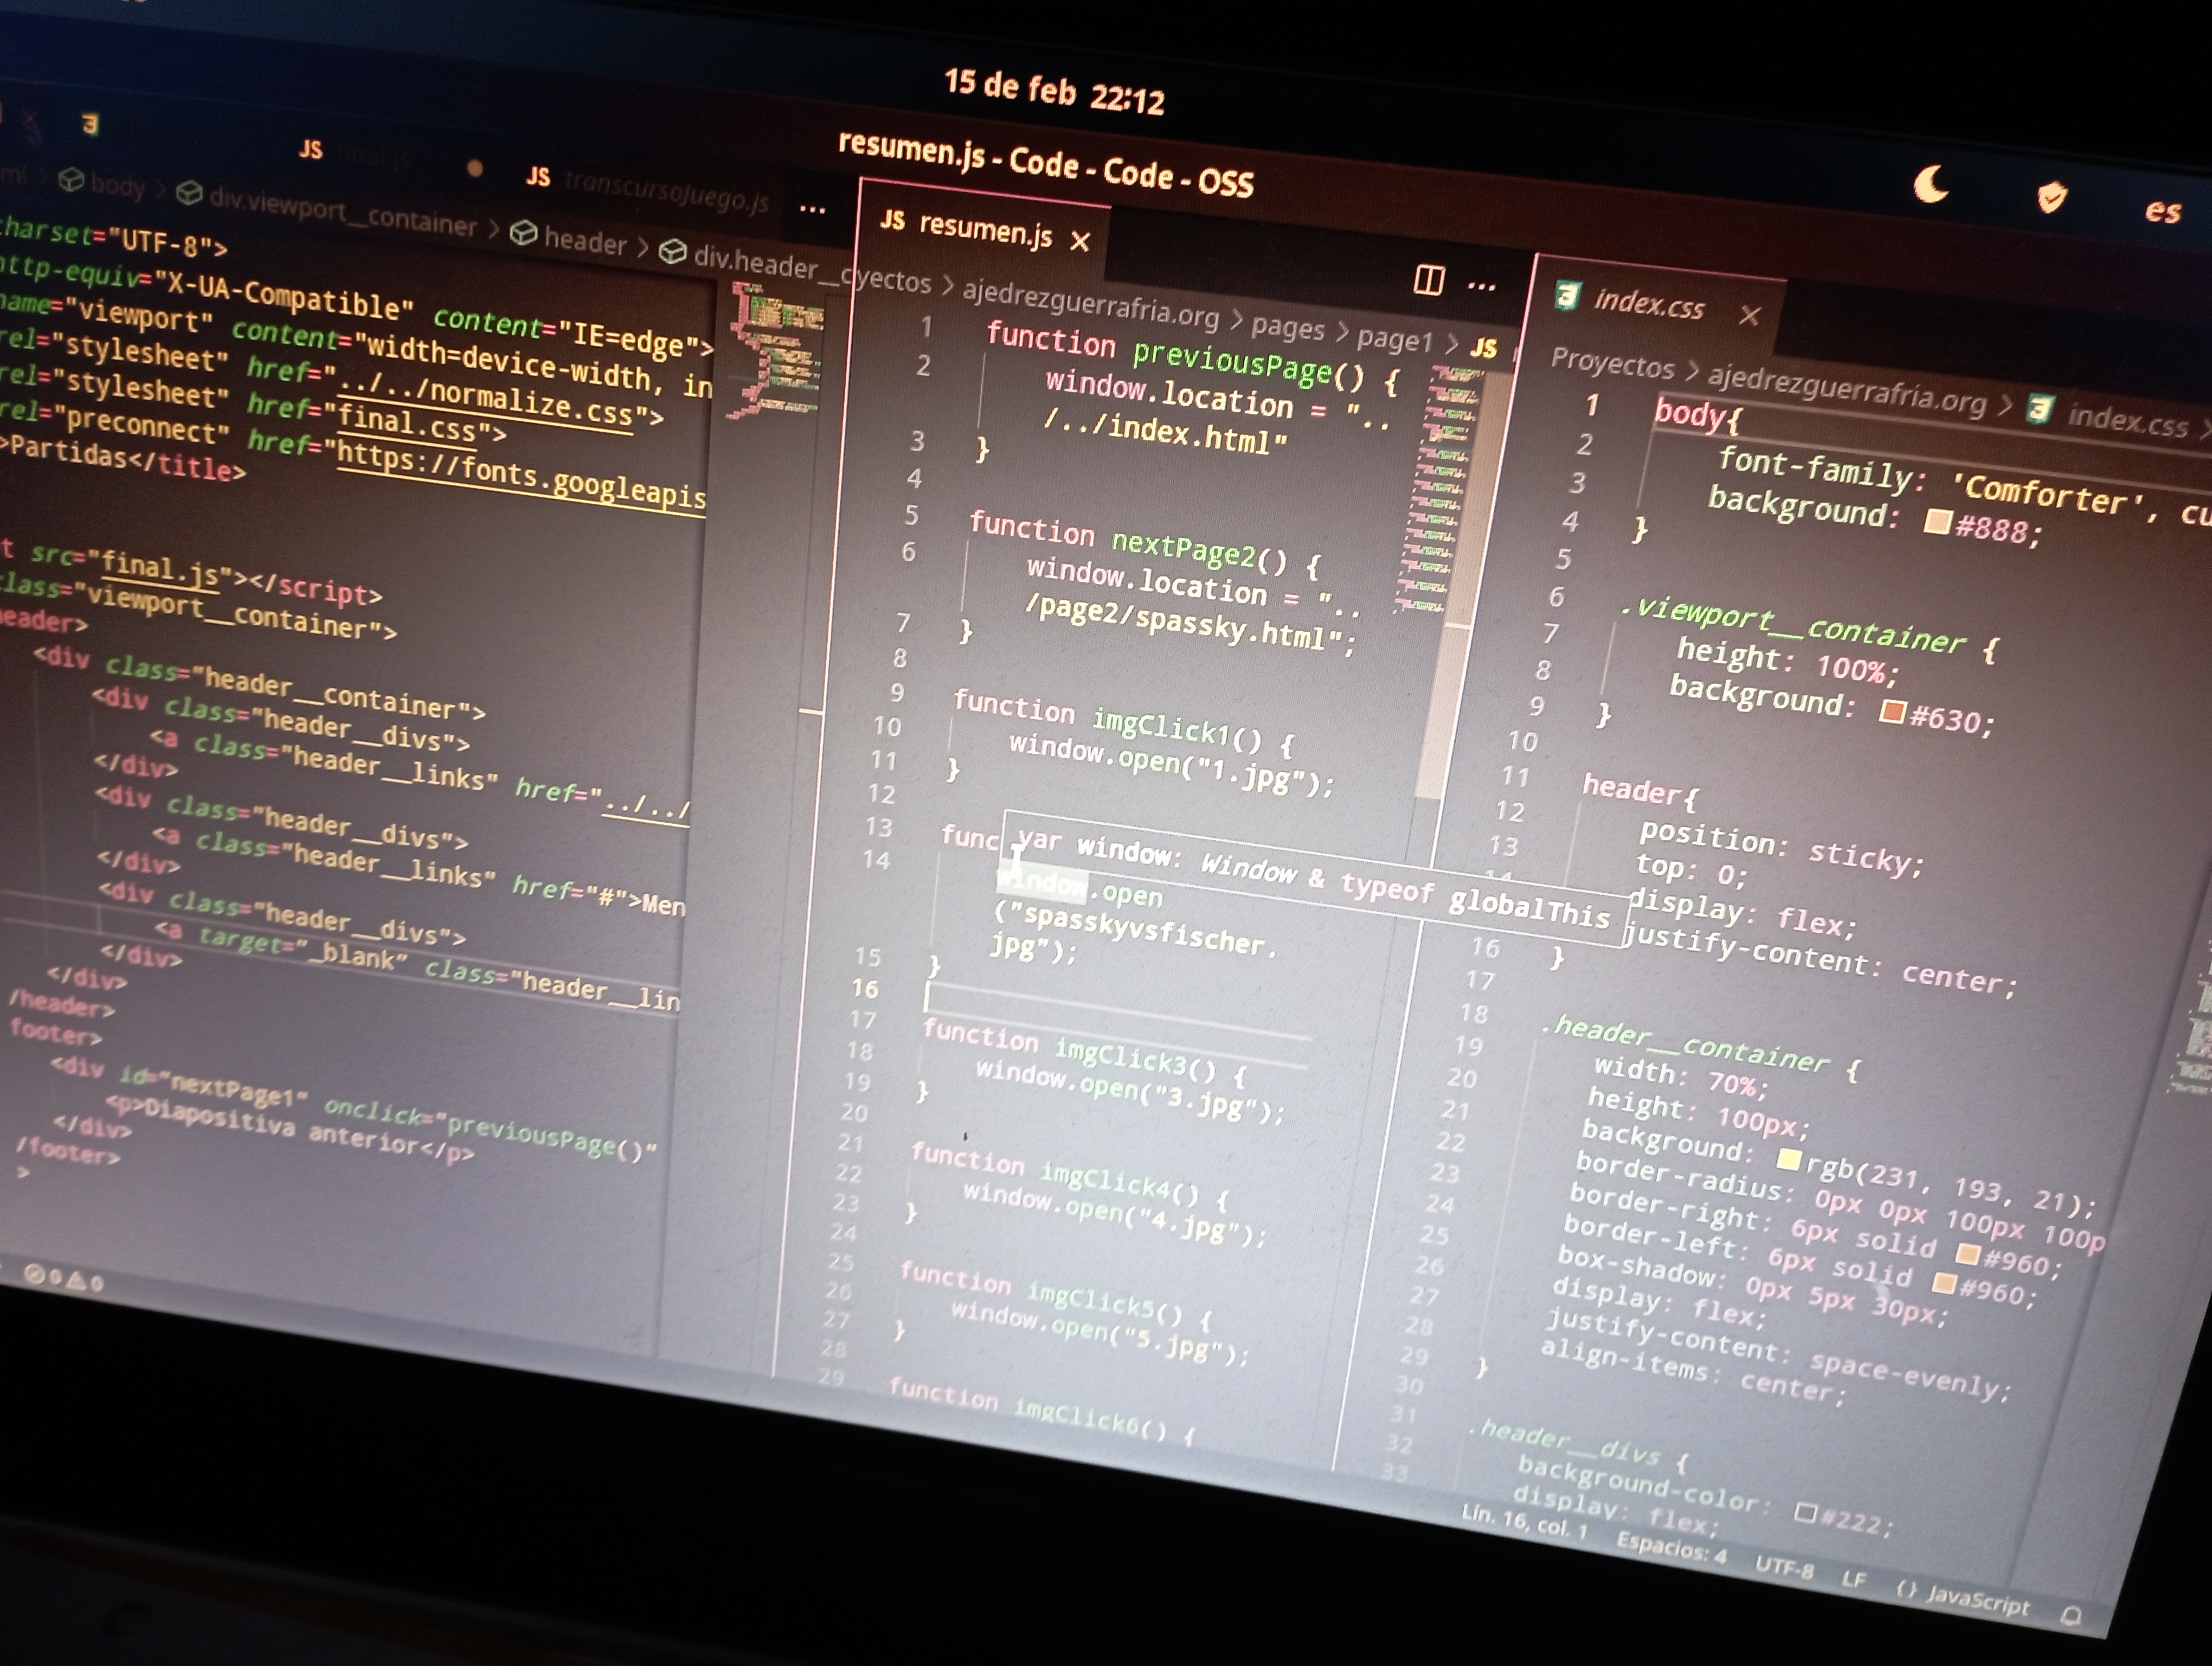 15 de feb 22:12
resumen.js - Code - Code - OSS
es
JS final.js
JS transcursoJuego.js ...
body > div.viewport__container > header > div.header__c
charset="UTF-8">
http-equiv="X-UA-Compatible" content="IE=edge">
name="viewport" content="width=device-width, in
rel="stylesheet" href="../../normalize.css">
rel="stylesheet" href="final.css">
rel="preconnect" href="https://fonts.googleapis
>Partidas</title>
t src="final.js"></script>
class="viewport__container">
header>
<div class="header__container">
<div class="header__divs">
<a class="header__links" href="../../
</div>
<div class="header__divs">
<a class="header__links" href="#">Men
</div>
<div class="header__divs">
<a target="_blank" class="header__lin
</div>
</div>
/header>
footer>
<div id="nextPage1" onclick="previousPage()"
<p>Diapositiva anterior</p>
</div>
/footer>
>
0 0
JS resumen.js ×
...
yectos > ajedrezguerrafria.org > pages > page1 > JS
1 function previousPage() {
2 window.location = "..
/../index.html"
3 }
4
5 function nextPage2() {
6 window.location = "..
/page2/spassky.html";
7 }
8
9 function imgClick1() {
10 window.open("1.jpg");
11 }
12
13 func
var window: Window & typeof globalThis
14 window.open
("spasskyvsfischer.
jpg");
15 }
16
17 function imgClick3() {
18 window.open("3.jpg");
19 }
20
21 function imgClick4() {
22 window.open("4.jpg");
23 }
24
25 function imgClick5() {
26 window.open("5.jpg");
27 }
28
29 function imgClick6() {
index.css ×
Proyectos > ajedrezguerrafria.org > index.css >
1 body{
2 font-family: 'Comforter', cu
3 background: #888;
4 }
5
6 .viewport__container {
7 height: 100%;
8 background: #630;
9 }
10
11 header{
12 position: sticky;
13 top: 0;
14 display: flex;
justify-content: center;
16 }
17
18 .header__container {
19 width: 70%;
20 height: 100px;
21 background: rgb(231, 193, 21);
22 border-radius: 0px 0px 100px 100p
23 border-right: 6px solid #960;
24 border-left: 6px solid #960;
25 box-shadow: 0px 5px 30px;
26 display: flex;
27 justify-content: space-evenly;
28 align-items: center;
29 }
30
31 .header__divs {
32 background-color: #222;
33 display: flex;
Lín. 16, col. 1 Espacios: 4 UTF-8 LF {} JavaScript